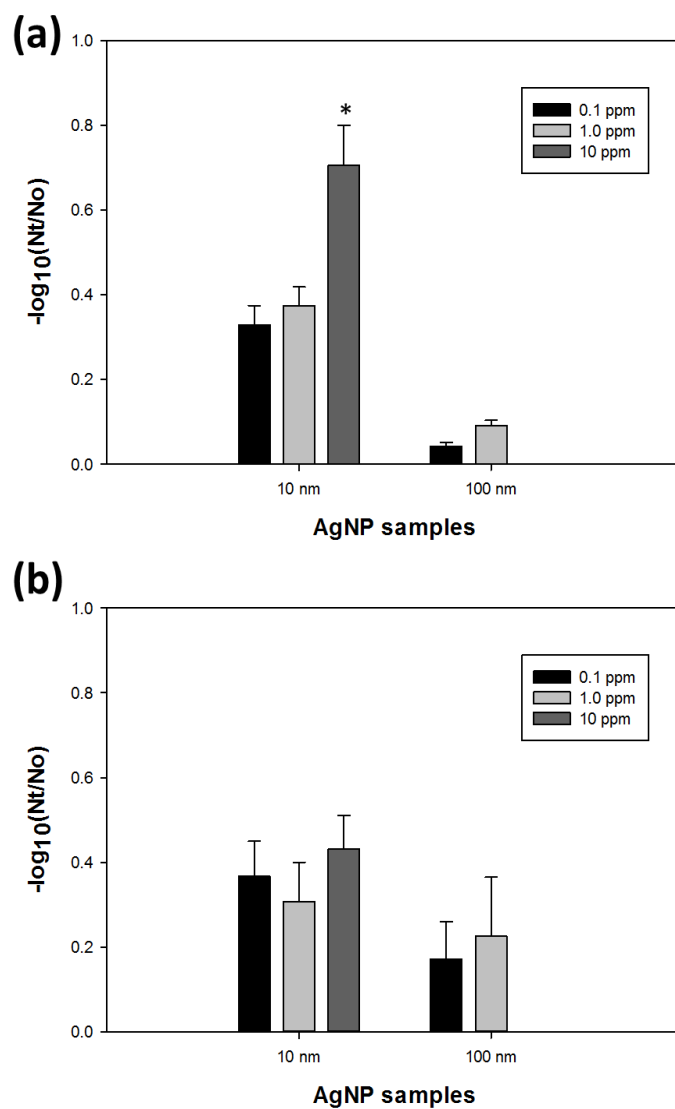 (a)
1.0
0.8
0.6
0.4
0.2
0.0
-log10(Nt/No)
*
0.1 ppm
1.0 ppm
10 ppm
10 nm 100 nm
AgNP samples
(b)
1.0
0.8
0.6
0.4
0.2
0.0
-log10(Nt/No)
0.1 ppm
1.0 ppm
10 ppm
10 nm 100 nm
AgNP samples